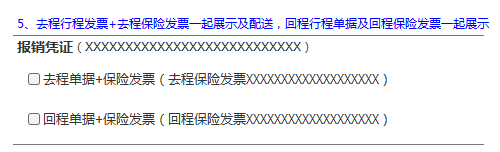 5、去程行程发票+去程保险发票一起展示及配送，回程行程单据及回程保险发票一起展示
报销凭证（XXXXXXXXXXXXXXXXXXXXXXXXXXX）
去程单据+保险发票（去程保险发票XXXXXXXXXXXXXXXXXXX）
回程单据+保险发票（回程保险发票XXXXXXXXXXXXXXXXXXX）